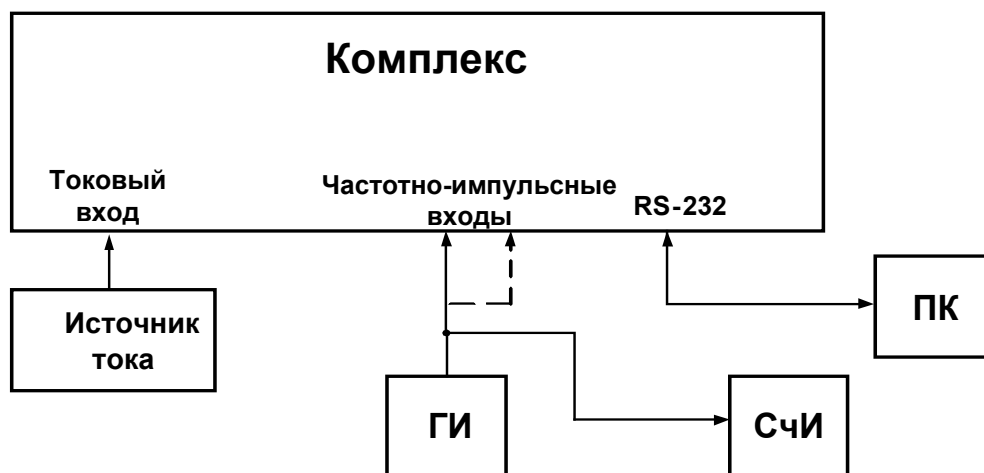 Комплекс
Токовый
вход
Частотно-импульсные
входы
RS-232
Источник
тока
ПК
ГИ
СчИ